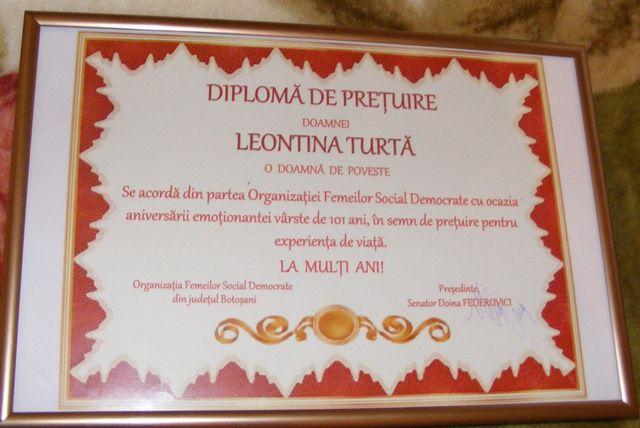 DIPLOMĂ DE PREȚUIRE
DOAMNEI
LEONTINA TURTĂ
O DOAMNĂ DE POVESTE
Se acordă din partea Organizației Femeilor Social Democrate cu ocazia
aniversării emoționantei vârste de 101 ani, în semn de prețuire pentru
experiența de viață.
LA MULȚI ANI!
Organizația Femeilor Social Democrate
din județul Botoșani
Președinte,
Senator Doina FEDEROVICI